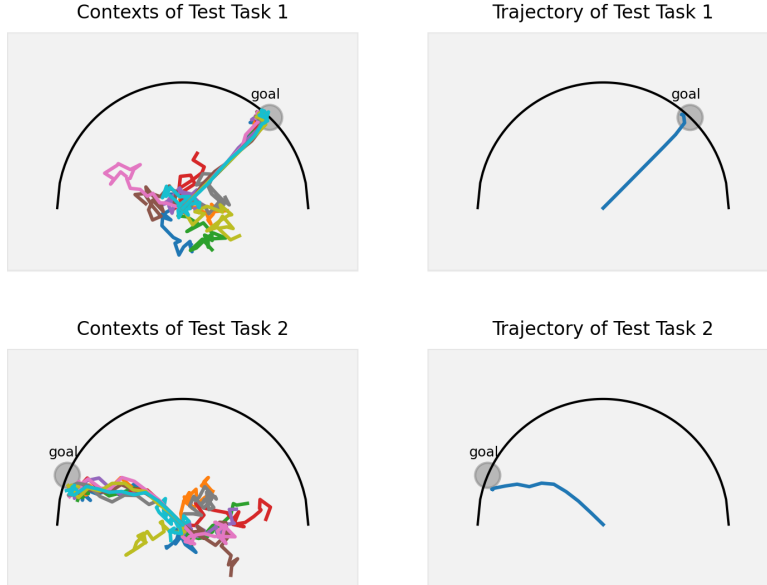 Contexts of Test Task 1
Trajectory of Test Task 1
goal
goal
Contexts of Test Task 2
Trajectory of Test Task 2
goal
goal